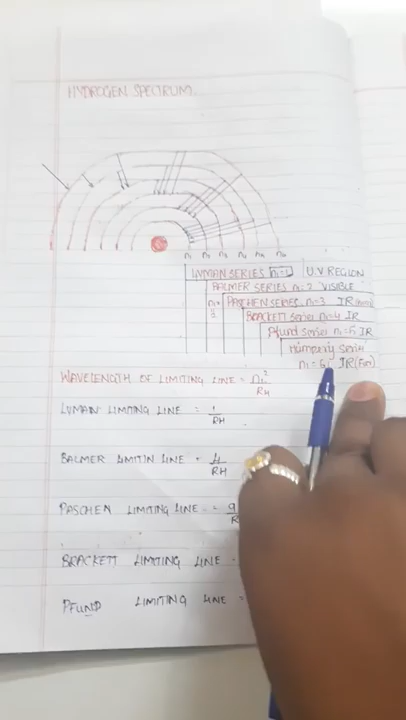 HYDROGEN SPECTRUM.
n₁ n₂ n₃ n₄ n₅ n₆
LYMAN SERIES n₁=1 U.V REGION
BALMER SERIES n₁=2 VISIBLE
PASCHEN SERIES n₁=3 IR
BRACKETT series n₁=4 IR
Pfund series n₁=5 IR
Humpery series
n₁=6 IR(Far)
WAVELENGTH OF LIMITING LINE = n₁²/RH
LYMAN LIMITING LINE = 1/RH
BALMER LIMITIN LINE = 4/RH
PASCHEN LIMITING LINE = 9/R
BRACKETT LIMITING LINE -
PFUND LIMITING LINE =